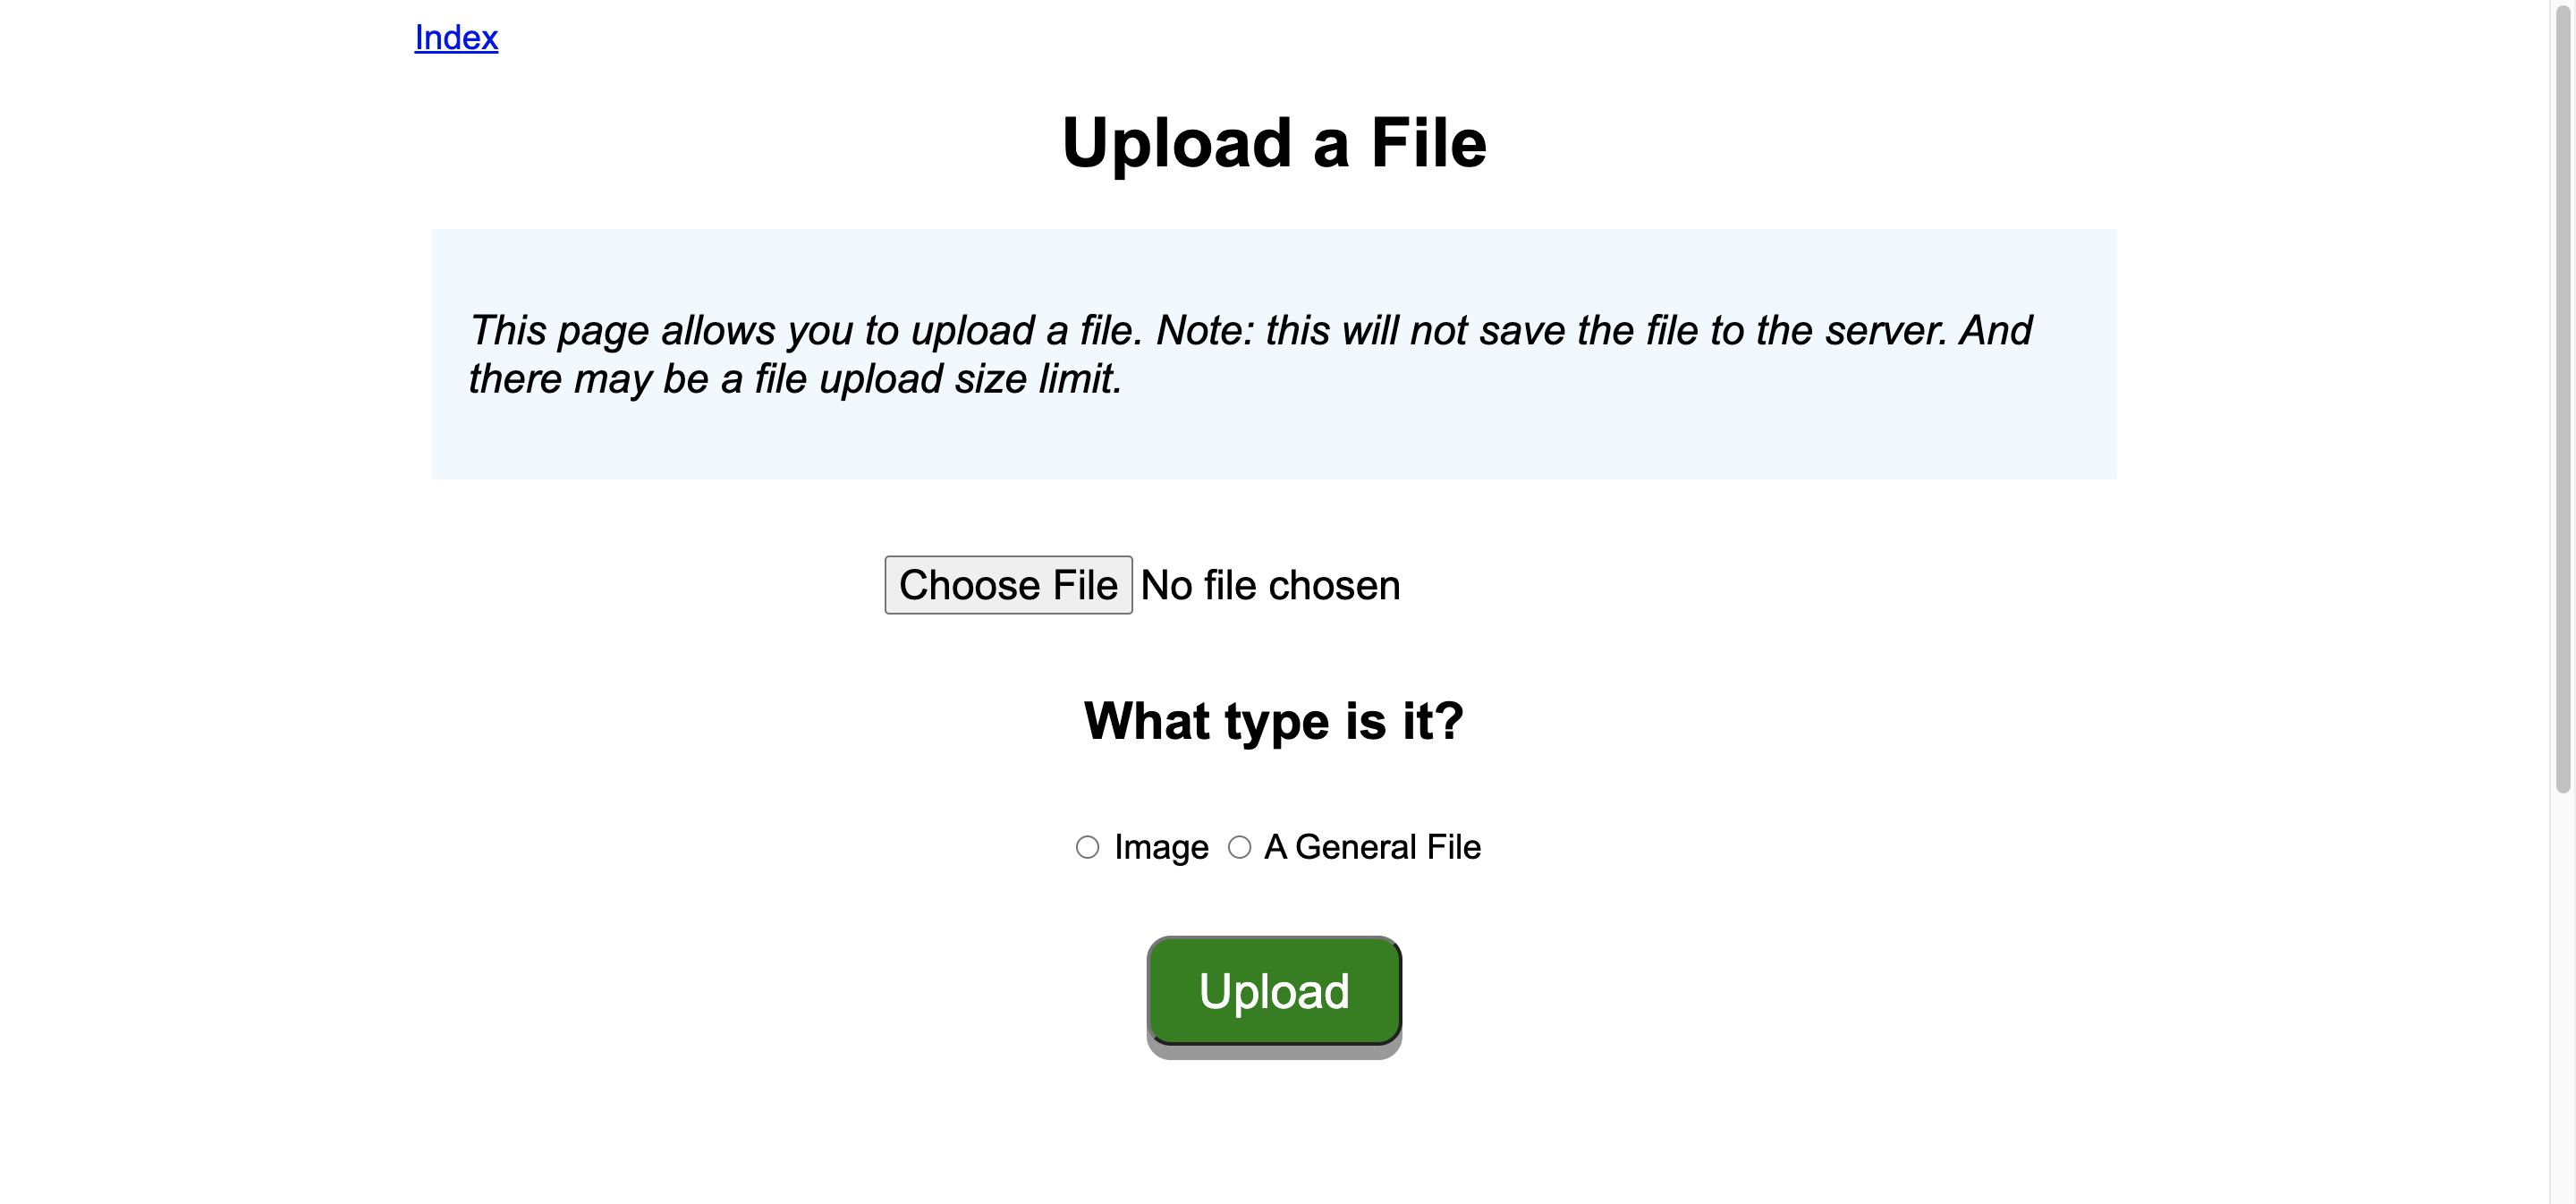 Index
Upload a File
This page allows you to upload a file. Note: this will not save the file to the server. And
there may be a file upload size limit.
Choose File No file chosen
What type is it?
Image A General File
Upload